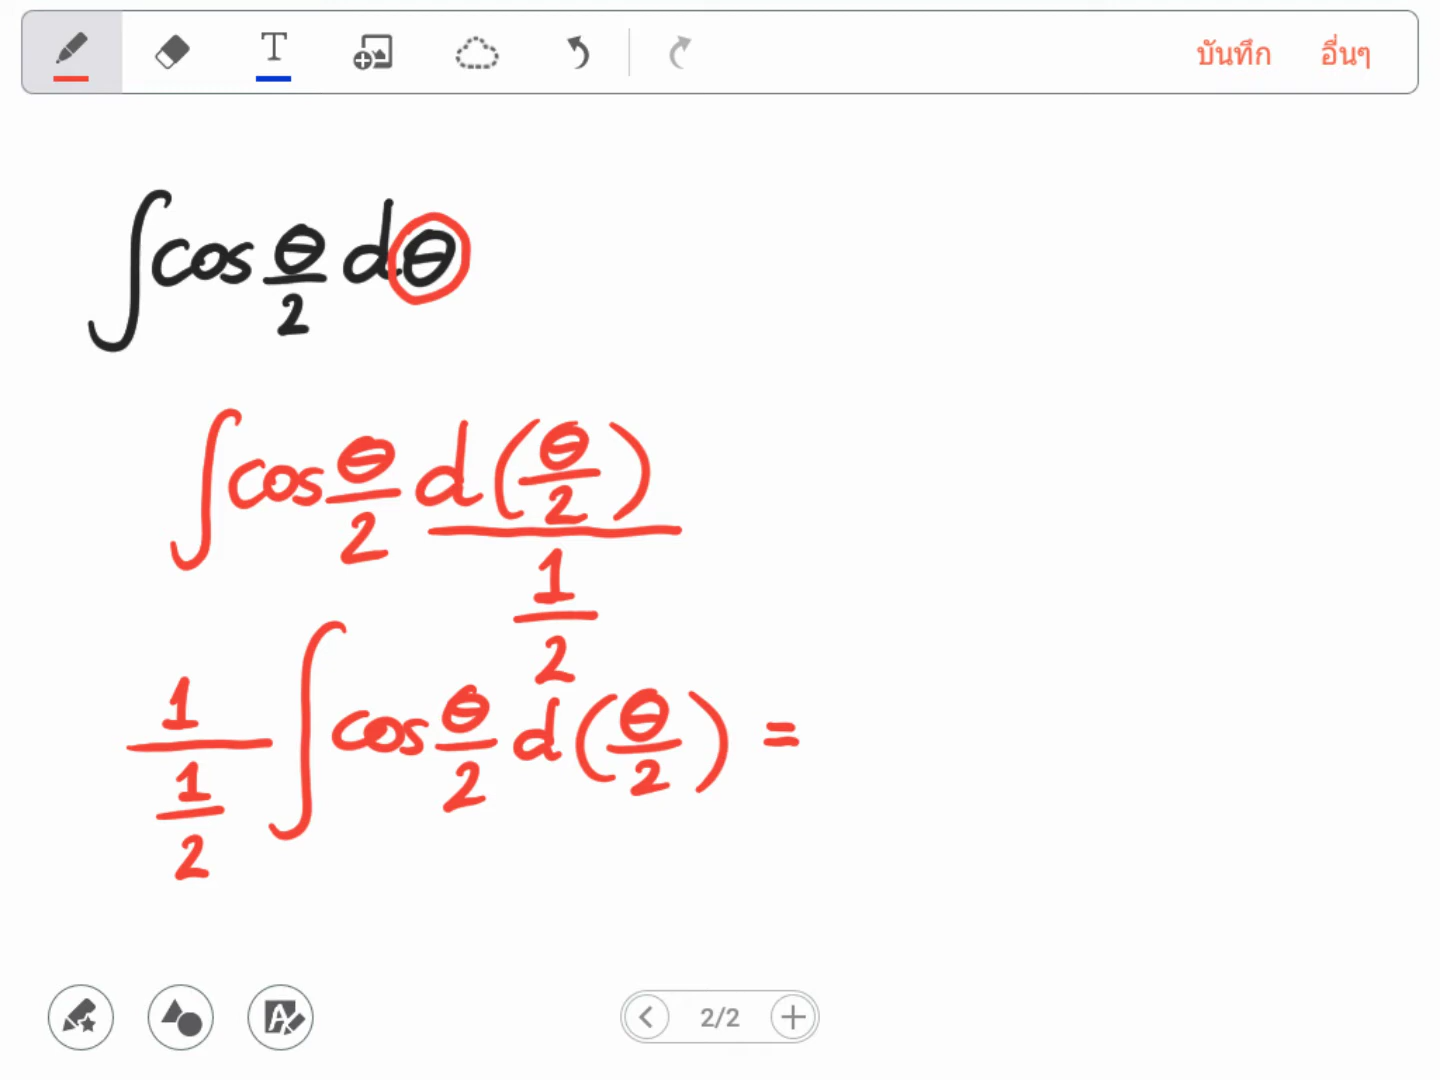 T บันทึก อื่นๆ
∫cos θ/2 dθ
∫cos θ/2 d(θ/2)/(1/2)
1/(1/2) ∫cos θ/2 d(θ/2) =
A
2/2